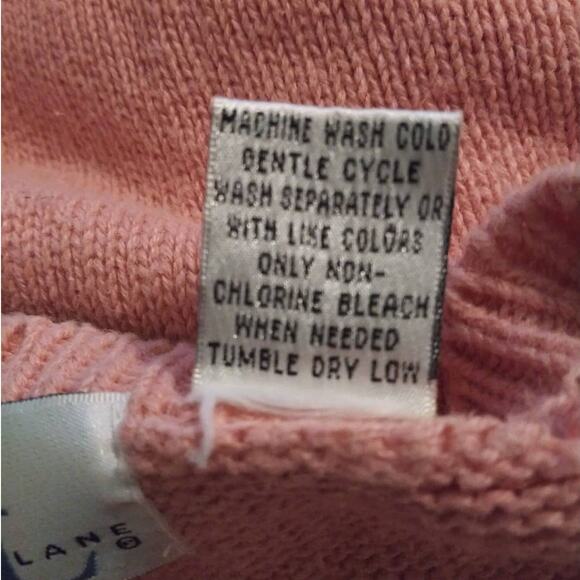 MACHINE WASH COLD
GENTLE CYCLE
WASH SEPARATELY OR
WITH LIKE COLORS
ONLY NON-
CHLORINE BLEACH
WHEN NEEDED
TUMBLE DRY LOW
LANE®